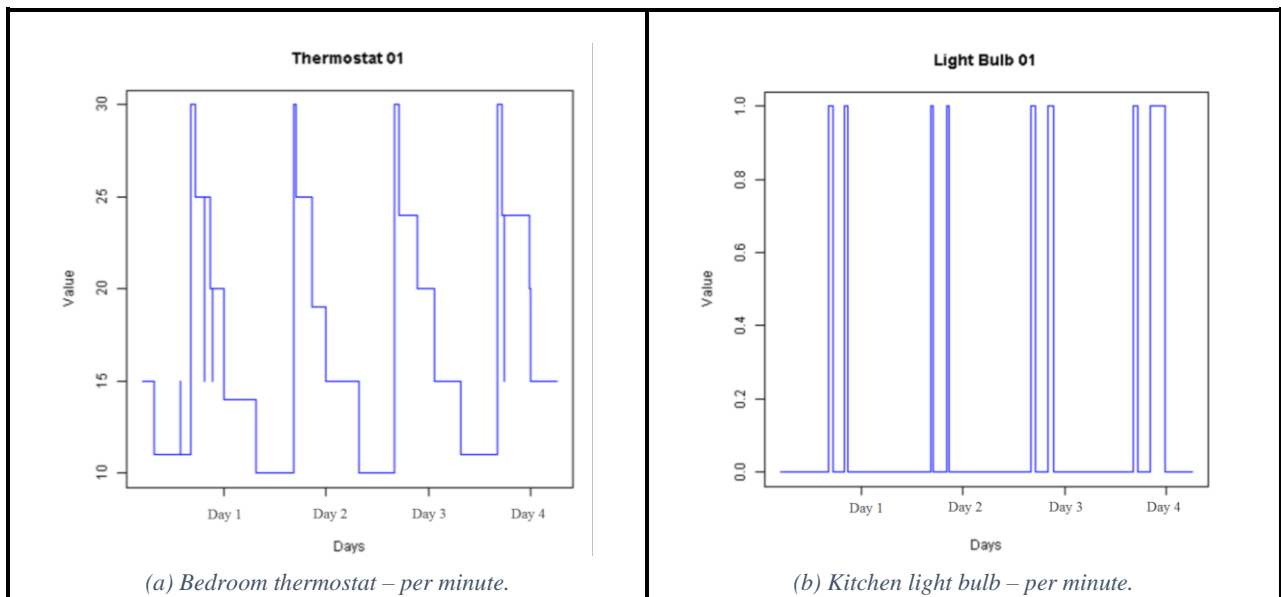 Thermostat 01
30
25
20
15
10
Value
Day 1 Day 2 Day 3 Day 4
Days
(a) Bedroom thermostat – per minute.
Light Bulb 01
1.0
0.8
0.6
0.4
0.2
0.0
Value
Day 1 Day 2 Day 3 Day 4
Days
(b) Kitchen light bulb – per minute.